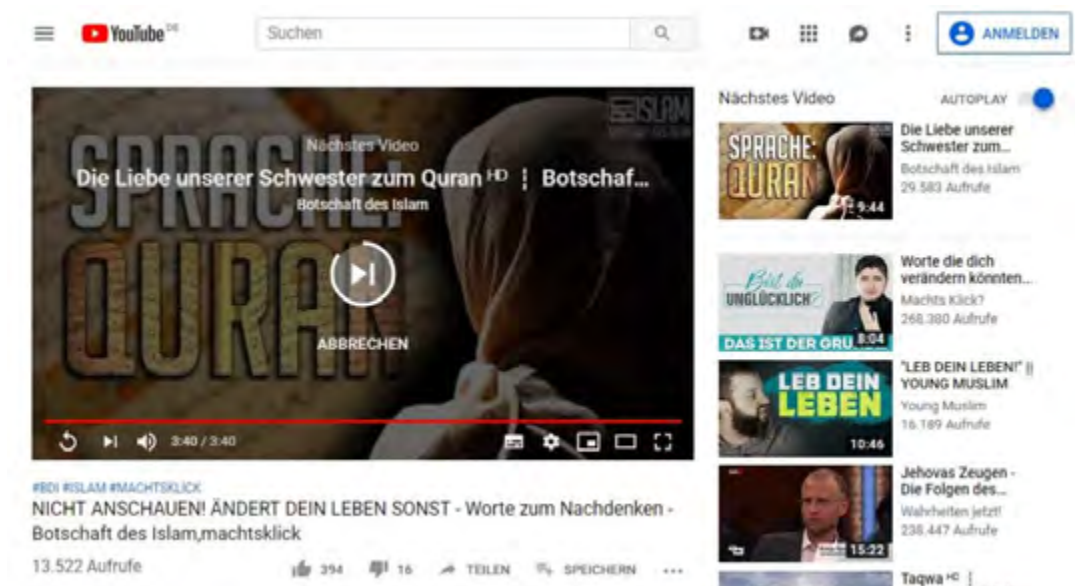 YouTube DE
Suchen
ANMELDEN
ISLAM
SPRACHE:
QURAN
Nächstes Video
Die Liebe unserer Schwester zum Quran HD ┇ Botschaf...
Botschaft des Islam
ABBRECHEN
3:40 / 3:40
#BDI #ISLAM #MACHTSKLICK
NICHT ANSCHAUEN! ÄNDERT DEIN LEBEN SONST - Worte zum Nachdenken -
Botschaft des Islam,machtsklick
13.522 Aufrufe
394
16
TEILEN
SPEICHERN
Nächstes Video
AUTOPLAY
SPRACHE:
QURAN
9:44
Die Liebe unserer
Schwester zum...
Botschaft des Islam
29.583 Aufrufe
Bist du
UNGLÜCKLICH?
DAS IST DER GRU
8:04
Worte die dich
verändern könnten...
Machts Klick?
268.380 Aufrufe
LEB DEIN
LEBEN
10:46
"LEB DEIN LEBEN!" ||
YOUNG MUSLIM
Young Muslim
16.189 Aufrufe
15:22
Jehovas Zeugen -
Die Folgen des...
Wahrheiten jetzt!
238.447 Aufrufe
Taqwa HD ┇